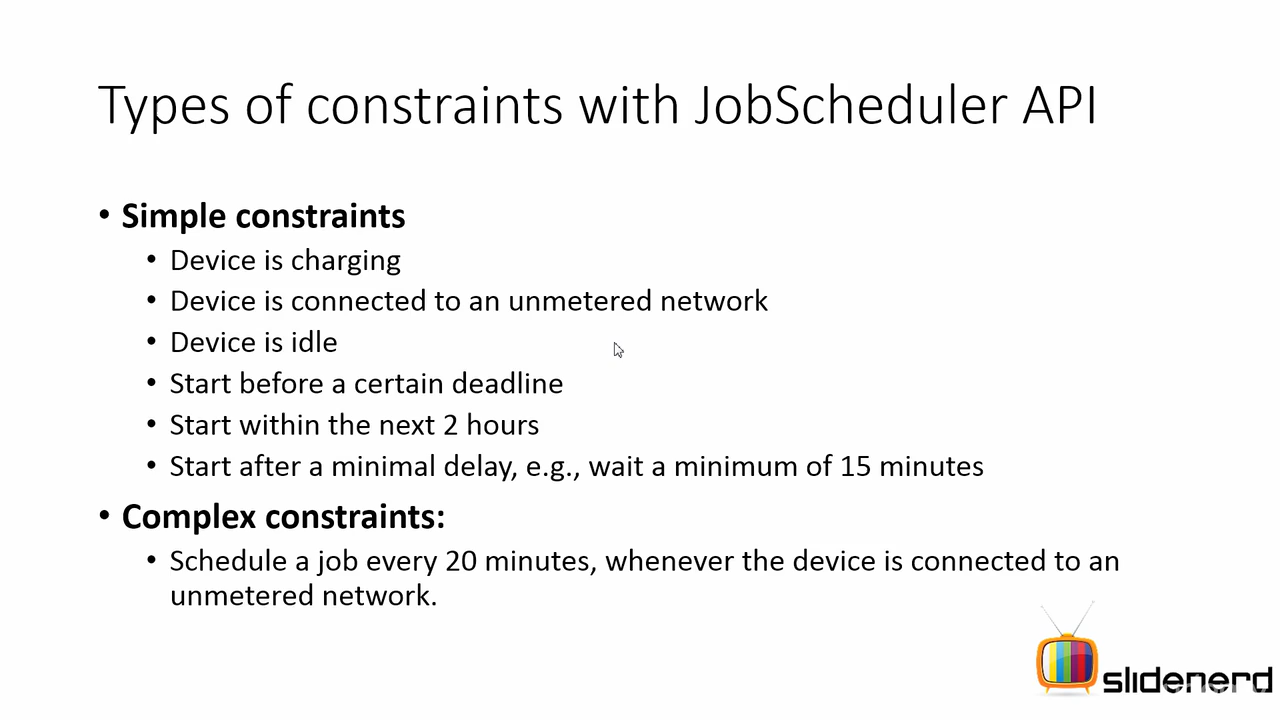 Types of constraints with JobScheduler API
• Simple constraints
• Device is charging
• Device is connected to an unmetered network
• Device is idle
• Start before a certain deadline
• Start within the next 2 hours
• Start after a minimal delay, e.g., wait a minimum of 15 minutes
• Complex constraints:
• Schedule a job every 20 minutes, whenever the device is connected to an
unmetered network.
slidenerd